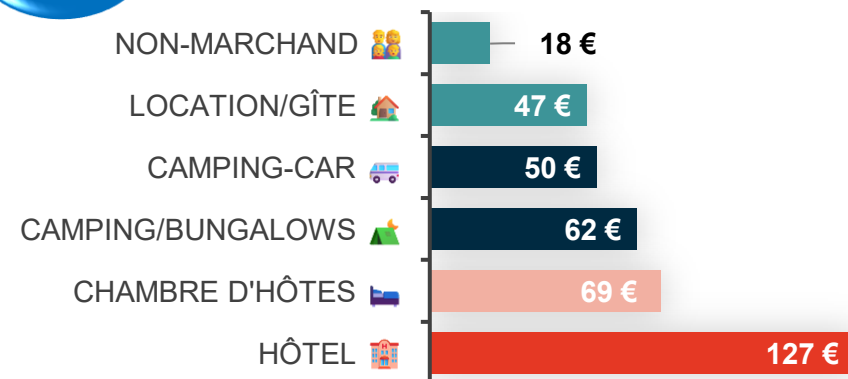 NON-MARCHAND 18 €
LOCATION/GÎTE 47 €
CAMPING-CAR 50 €
CAMPING/BUNGALOWS 62 €
CHAMBRE D'HÔTES 69 €
HÔTEL 127 €